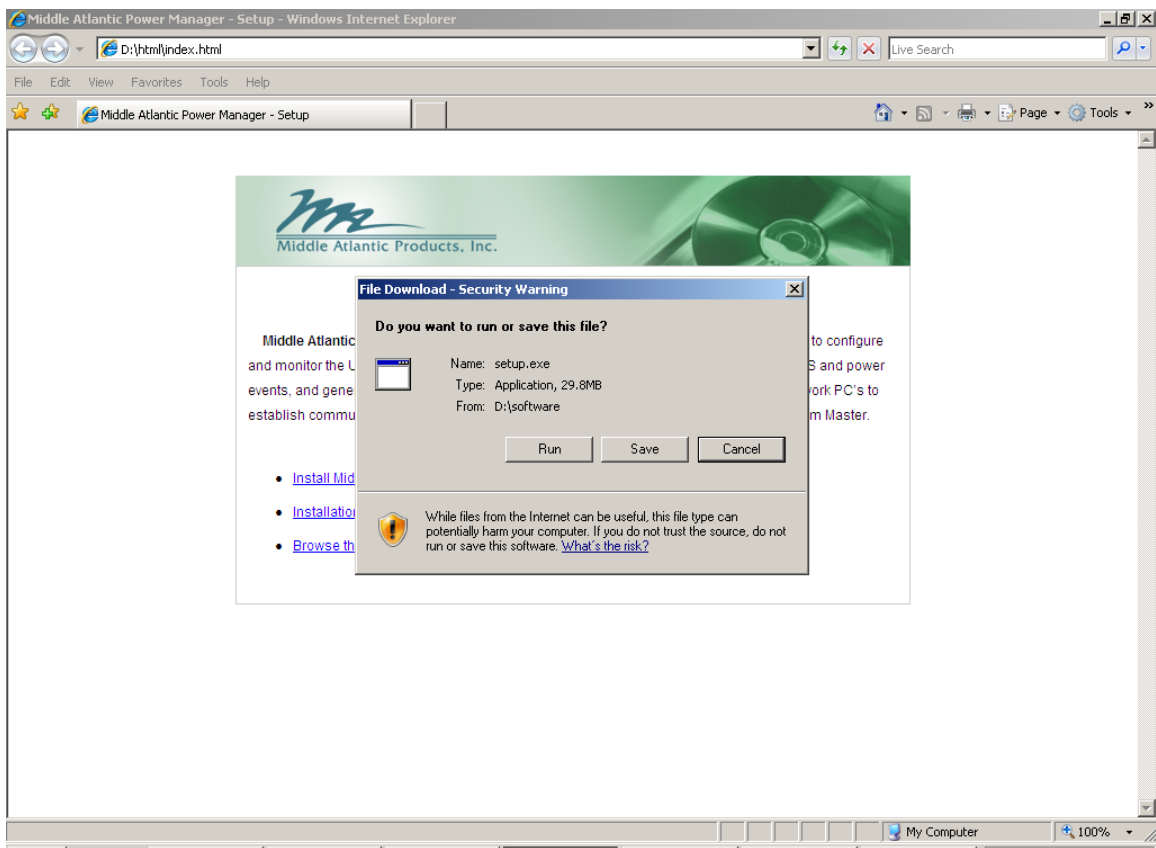 Middle Atlantic Power Manager - Setup - Windows Internet Explorer
D:\html\index.html
Live Search
File Edit View Favorites Tools Help
Middle Atlantic Power Manager - Setup
Page Tools
Middle Atlantic Products, Inc.
File Download - Security Warning
Do you want to run or save this file?
Name: setup.exe
Type: Application, 29.8MB
From: D:\software
Run Save Cancel
While files from the Internet can be useful, this file type can
potentially harm your computer. If you do not trust the source, do not
run or save this software. What's the risk?
Middle Atlantic to configure
and monitor the S and power
events, and gene PC's to
establish commu Master.
Install Mid
Installation
Browse th
My Computer
100%